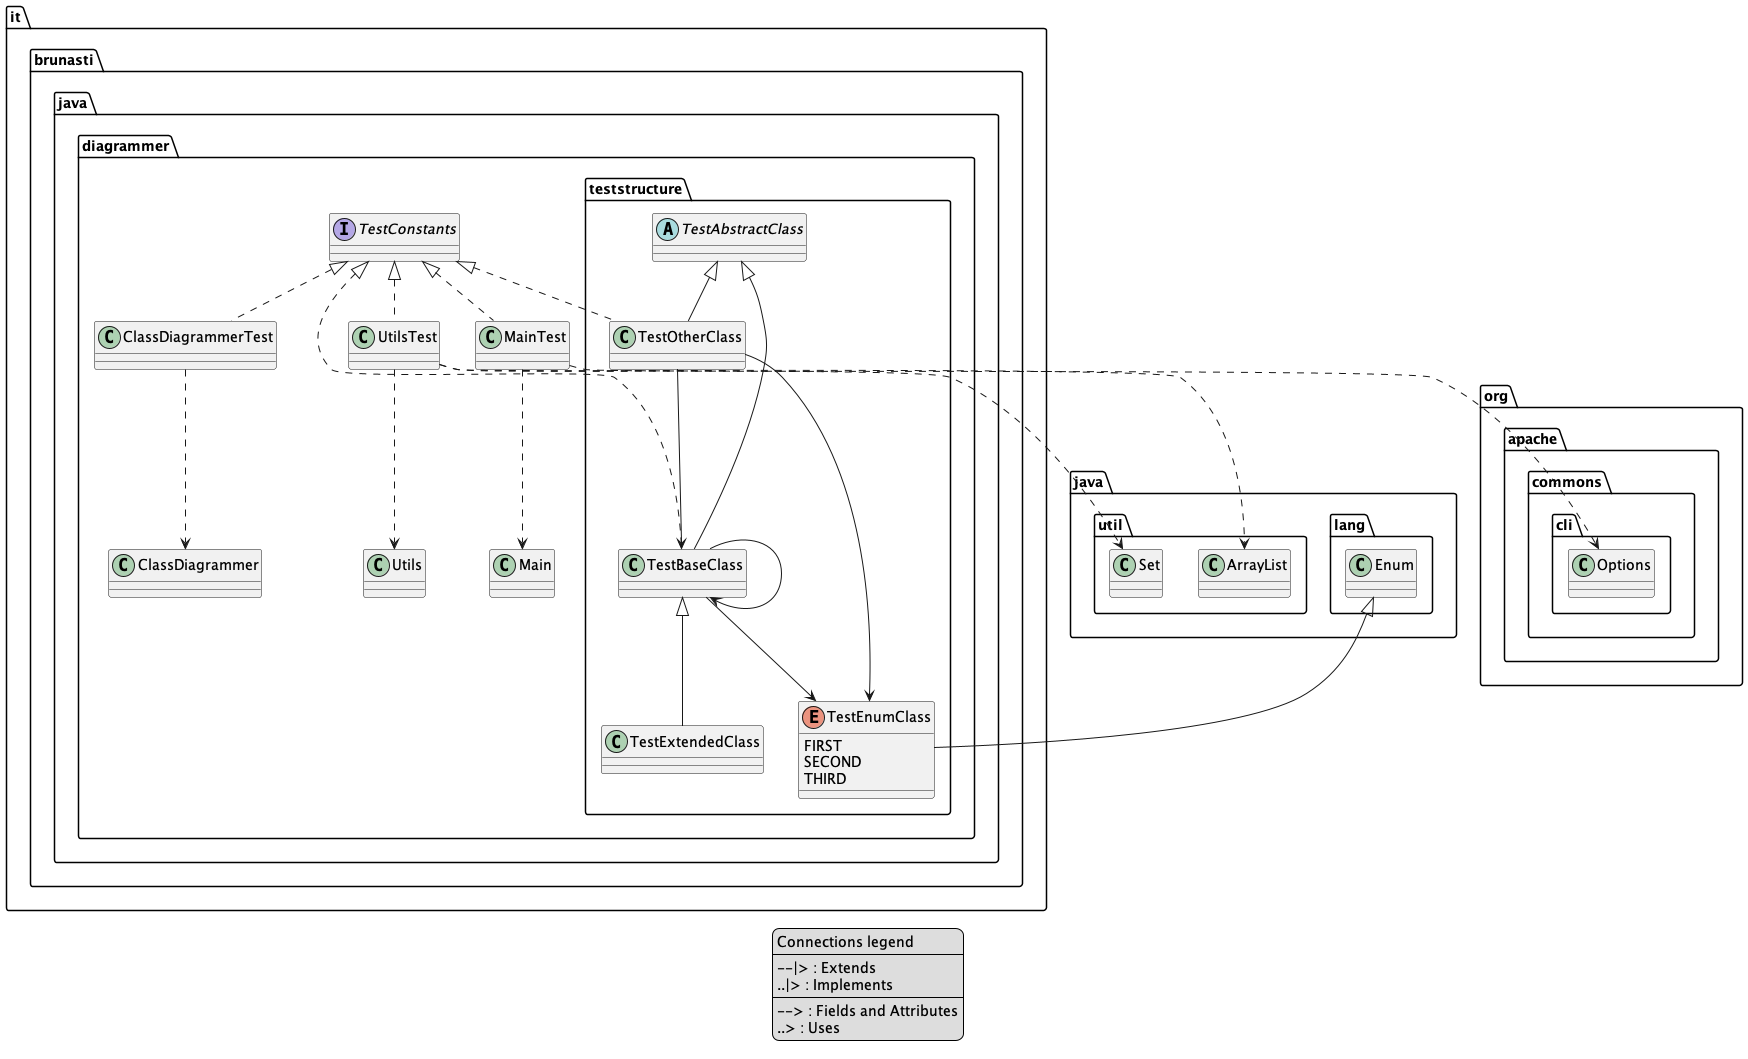 it
brunasti
java
diagrammer
teststructure
I TestConstants
A TestAbstractClass
C ClassDiagrammerTest
C UtilsTest
C MainTest
C TestOtherClass
org
apache
java
commons
util
lang
cli
C ClassDiagrammer
C Utils
C Main
C TestBaseClass
C Set
C ArrayList
C Enum
C Options
C TestExtendedClass
E TestEnumClass
FIRST
SECOND
THIRD
Connections legend
--|> : Extends
..|> : Implements
--> : Fields and Attributes
..> : Uses